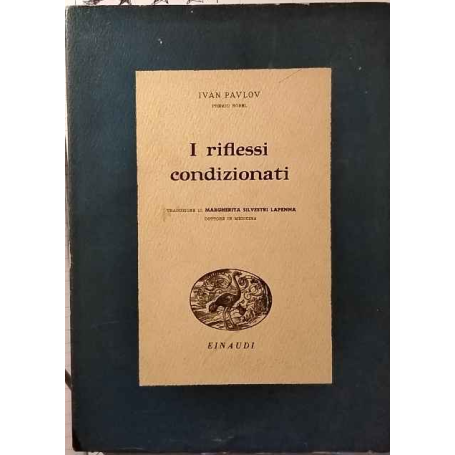 IVAN PAVLOV
PREMIO NOBEL
I riflessi
condizionati
TRADUZIONE DI MARGHERITA SILVESTRI LAPENNA
DOTTORE IN MEDICINA
EINAUDI